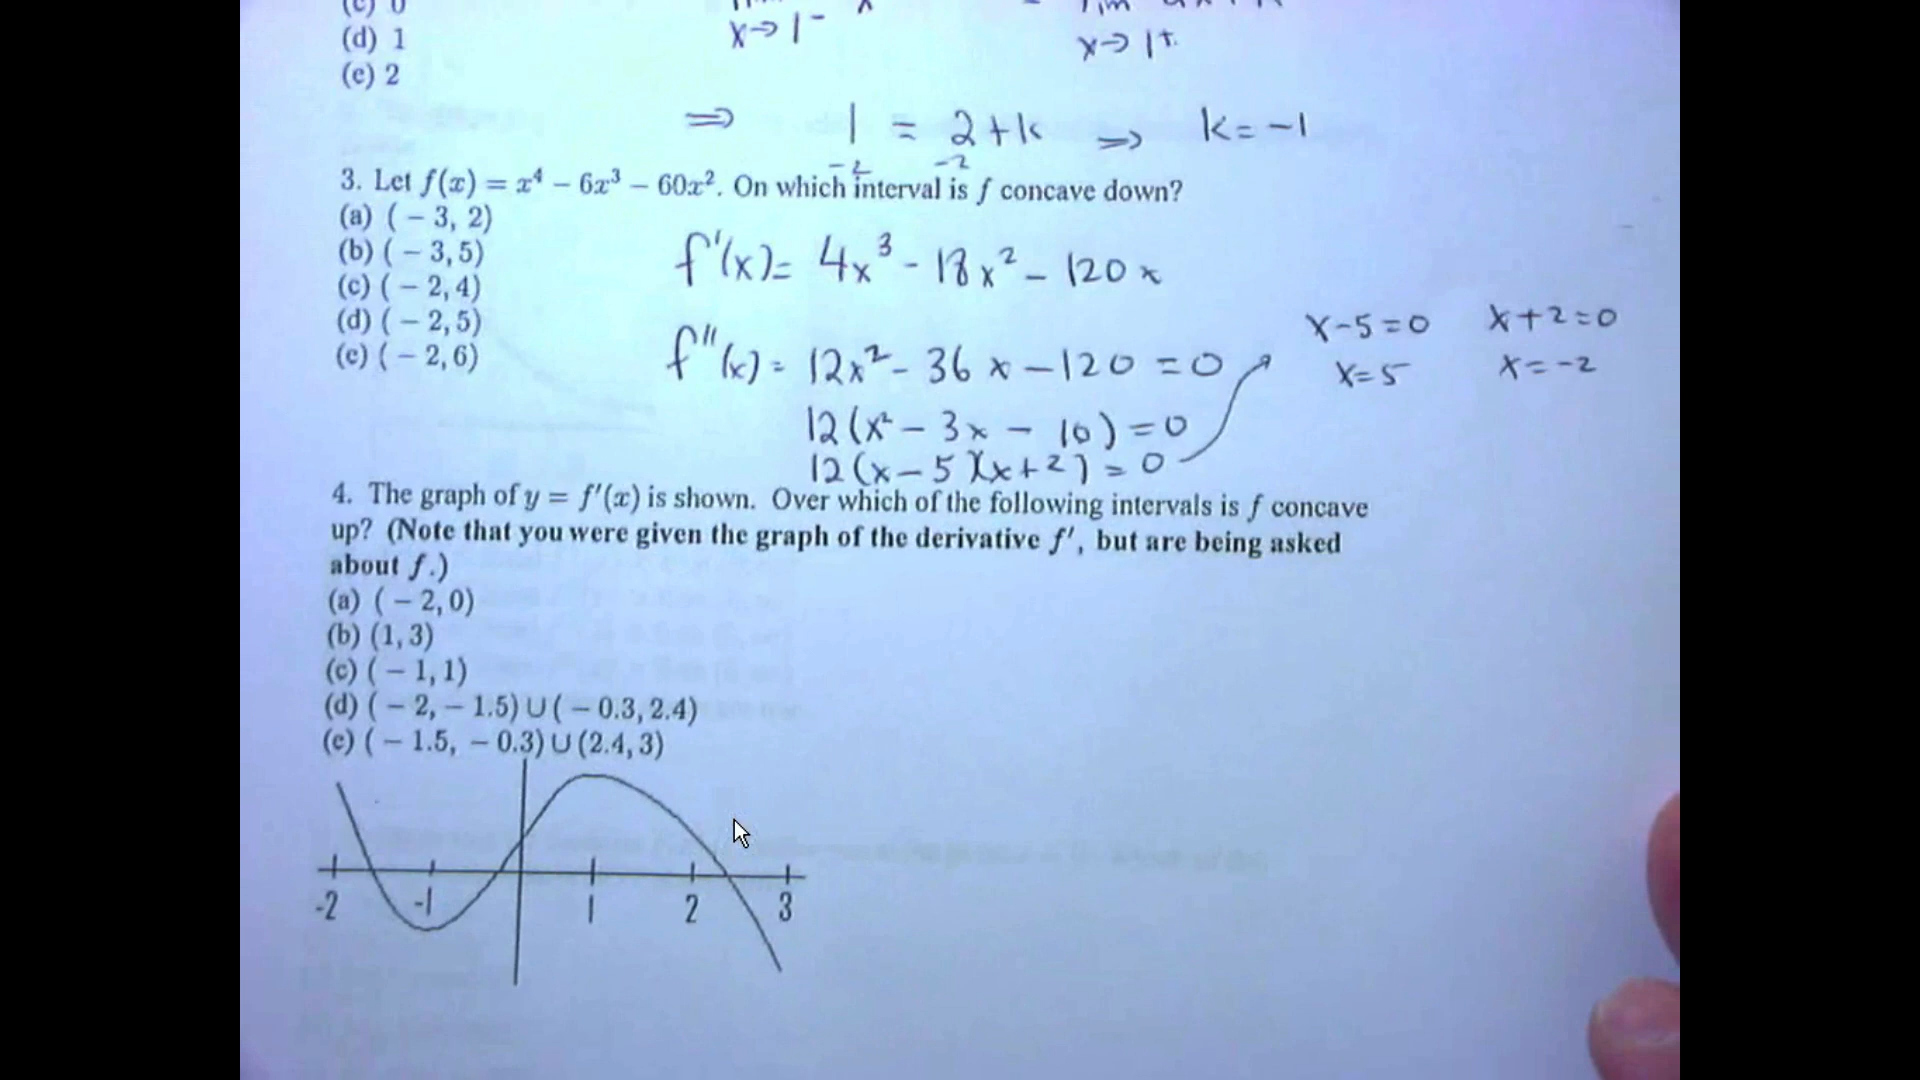 (c) 0
(d) 1
(e) 2
x→1⁻
x→1⁺
⇒ 1 = 2+k ⇒ k=-1
-2 -2
3. Let f(x) = x⁴ − 6x³ − 60x². On which interval is f concave down?
(a) ( − 3, 2)
(b) ( − 3, 5)
(c) ( − 2, 4)
(d) ( − 2, 5)
(e) ( − 2, 6)
f'(x)= 4x³ - 18x² - 120x
f''(x) = 12x² - 36x - 120 = 0
12(x² - 3x - 10) = 0
12(x-5)(x+2) = 0
x-5=0 x+2=0
x=5 x=-2
4. The graph of y = f′(x) is shown. Over which of the following intervals is f concave
up? (Note that you were given the graph of the derivative f′, but are being asked
about f.)
(a) ( − 2, 0)
(b) (1, 3)
(c) ( − 1, 1)
(d) ( − 2, − 1.5) ∪ ( − 0.3, 2.4)
(e) ( − 1.5, − 0.3) ∪ (2.4, 3)
-2 -1 1 2 3